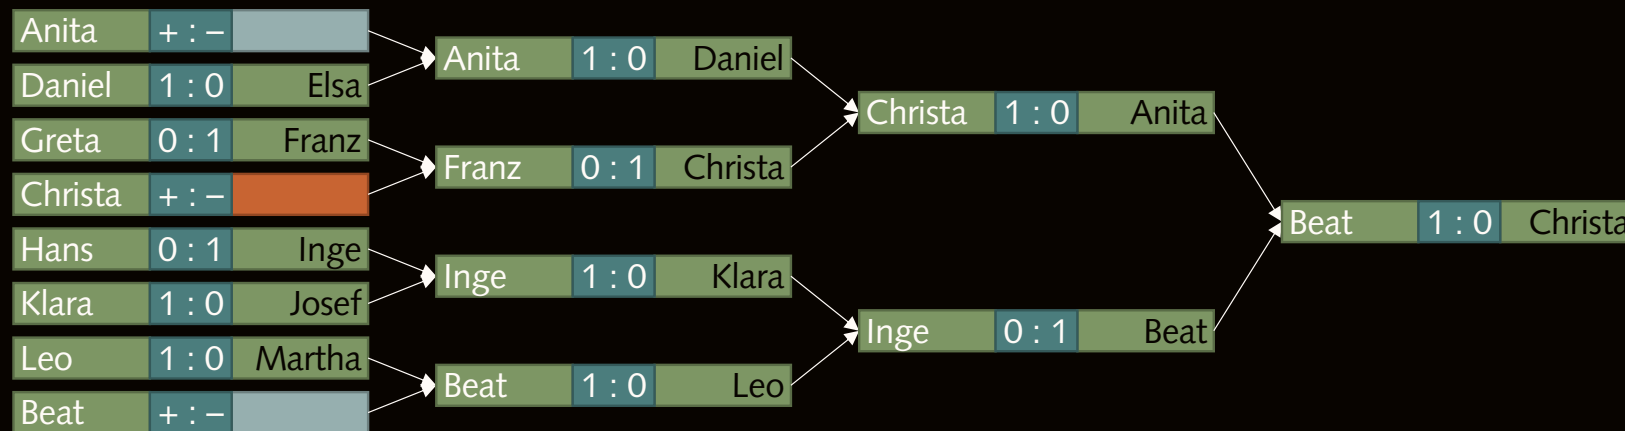 Anita + : –
Daniel 1 : 0 Elsa
Greta 0 : 1 Franz
Christa + : –
Hans 0 : 1 Inge
Klara 1 : 0 Josef
Leo 1 : 0 Martha
Beat + : –
Anita 1 : 0 Daniel
Franz 0 : 1 Christa
Inge 1 : 0 Klara
Beat 1 : 0 Leo
Christa 1 : 0 Anita
Inge 0 : 1 Beat
Beat 1 : 0 Christa